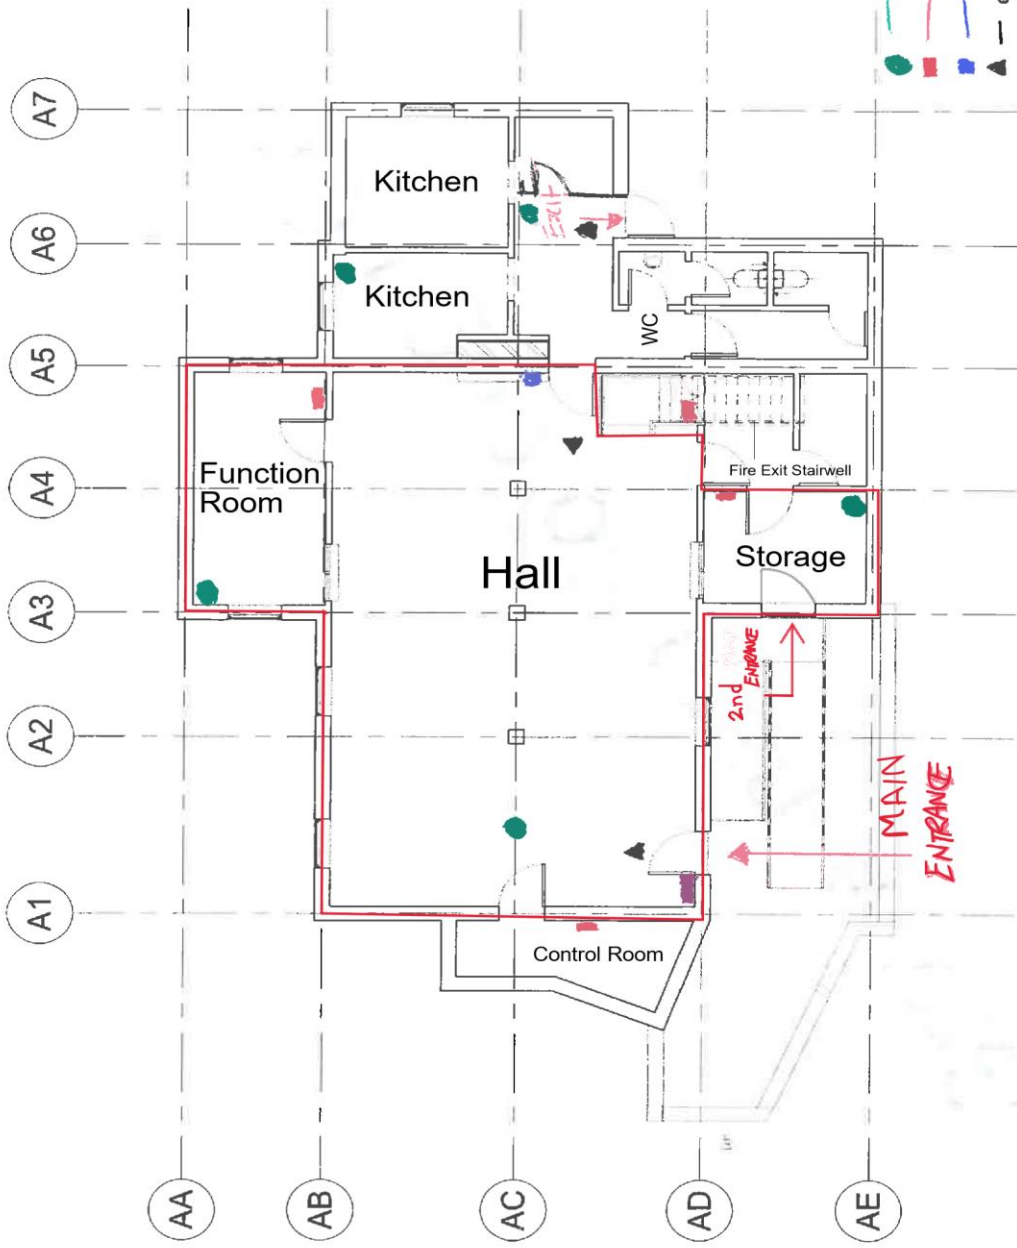 A7
A6
A5
A4
A3
A2
A1
AA
AB
AC
AD
AE
Kitchen
EXIT
Kitchen
WC
Function
Room
Fire Exit Stairwell
Hall
Storage
2nd
ENTRANCE
MAIN
ENTRANCE
Control Room